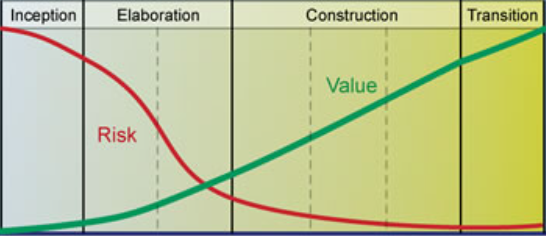 Inception Elaboration Construction Transition
Value
Risk